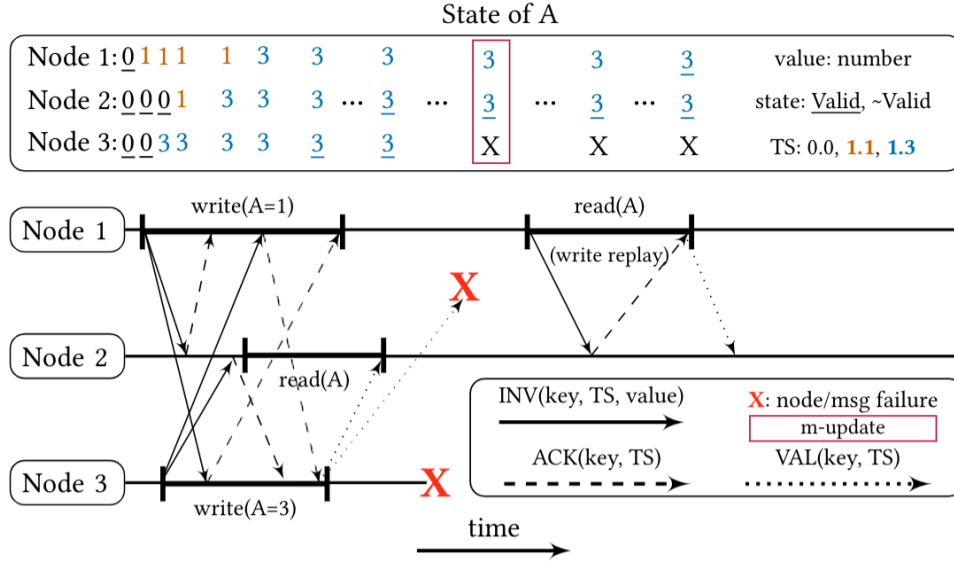 State of A
Node 1: 0 1 1 1 1 3 3 3 3 3 3 value: number
Node 2: 0 0 0 1 3 3 3 ... 3 ... 3 ... 3 ... 3 state: Valid, ~Valid
Node 3: 0 0 3 3 3 3 3 3 X X X TS: 0.0, 1.1, 1.3
write(A=1)
read(A)
Node 1
(write replay)
X
Node 2
read(A)
INV(key, TS, value)
X: node/msg failure
m-update
ACK(key, TS)
VAL(key, TS)
Node 3
X
write(A=3)
time